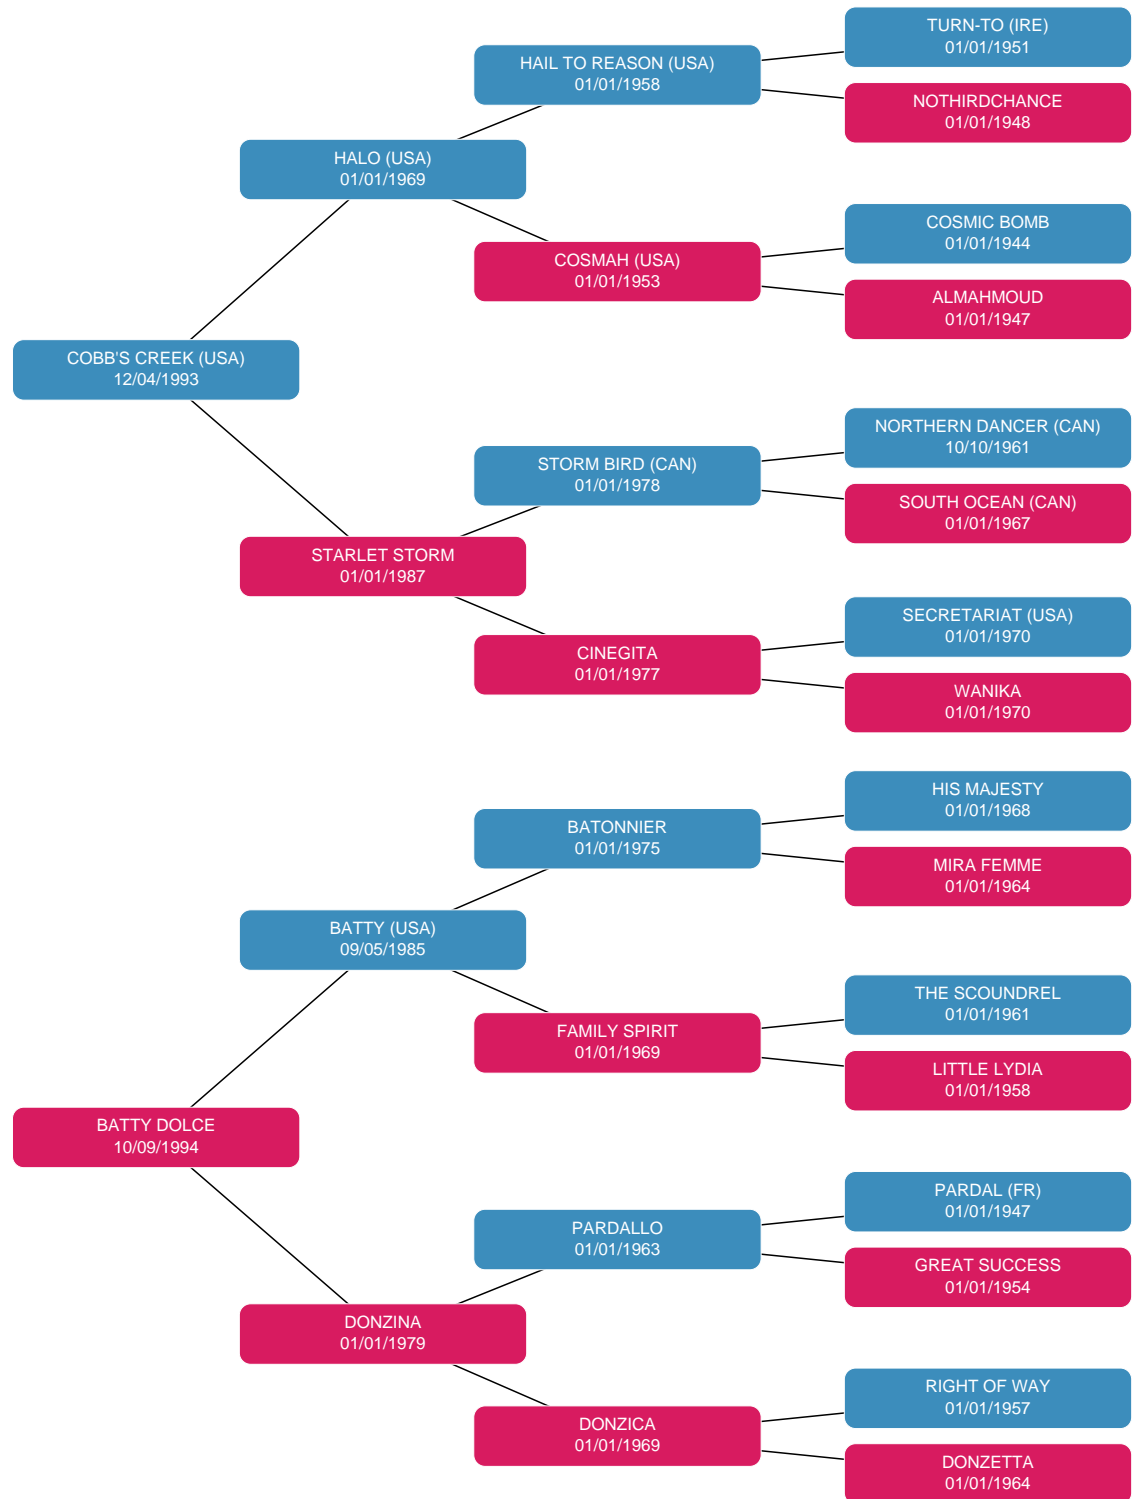 TURN-TO (IRE)
01/01/1951
HAIL TO REASON (USA)
01/01/1958
NOTHIRDCHANCE
01/01/1948
HALO (USA)
01/01/1969
COSMIC BOMB
01/01/1944
COSMAH (USA)
01/01/1953
ALMAHMOUD
01/01/1947
COBB'S CREEK (USA)
12/04/1993
NORTHERN DANCER (CAN)
10/10/1961
STORM BIRD (CAN)
01/01/1978
SOUTH OCEAN (CAN)
01/01/1967
STARLET STORM
01/01/1987
SECRETARIAT (USA)
01/01/1970
CINEGITA
01/01/1977
WANIKA
01/01/1970
HIS MAJESTY
01/01/1968
BATONNIER
01/01/1975
MIRA FEMME
01/01/1964
BATTY (USA)
09/05/1985
THE SCOUNDREL
01/01/1961
FAMILY SPIRIT
01/01/1969
LITTLE LYDIA
01/01/1958
BATTY DOLCE
10/09/1994
PARDAL (FR)
01/01/1947
PARDALLO
01/01/1963
GREAT SUCCESS
01/01/1954
DONZINA
01/01/1979
RIGHT OF WAY
01/01/1957
DONZICA
01/01/1969
DONZETTA
01/01/1964